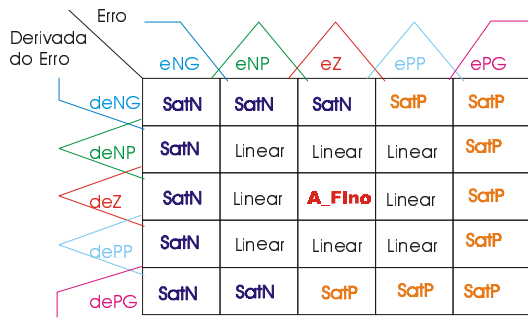 Erro
Derivada
do Erro
eNG eNP eZ ePP ePG
deNG SatN SatN SatN SatP SatP
deNP SatN Linear Linear Linear SatP
deZ SatN Linear A_FIno Linear SatP
dePP SatN Linear Linear Linear SatP
dePG SatN SatN SatP SatP SatP